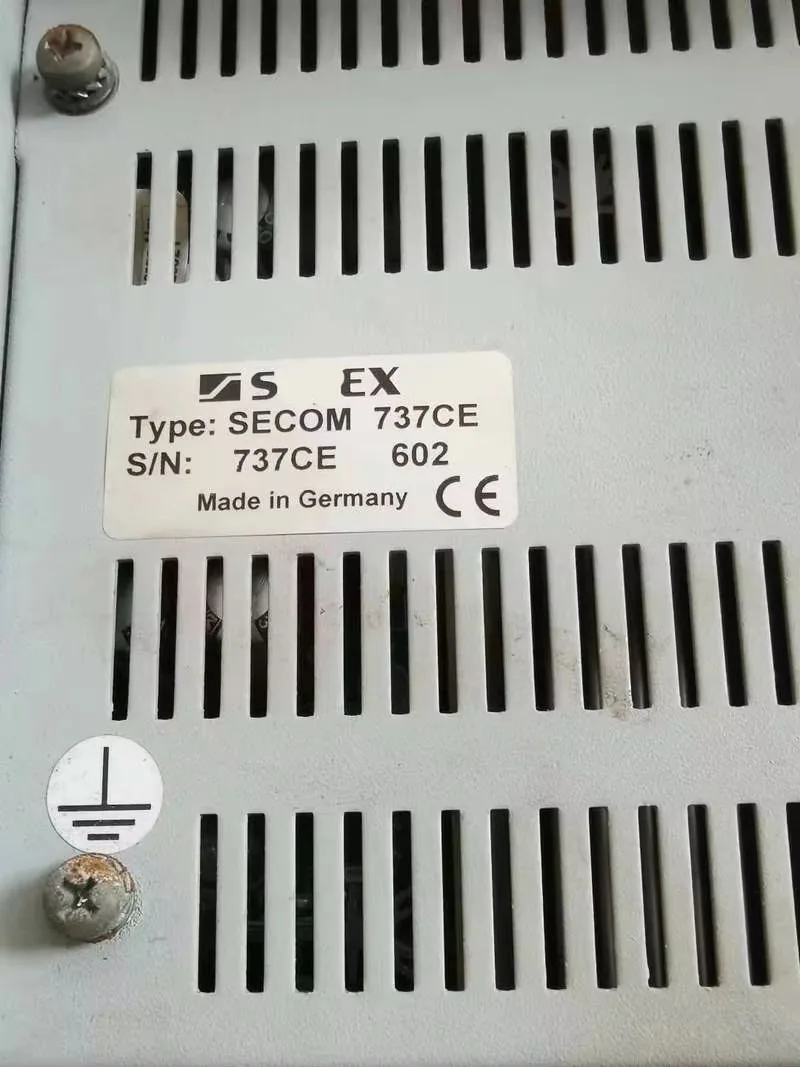 S EX
Type: SECOM 737CE
S/N: 737CE 602
Made in Germany CE